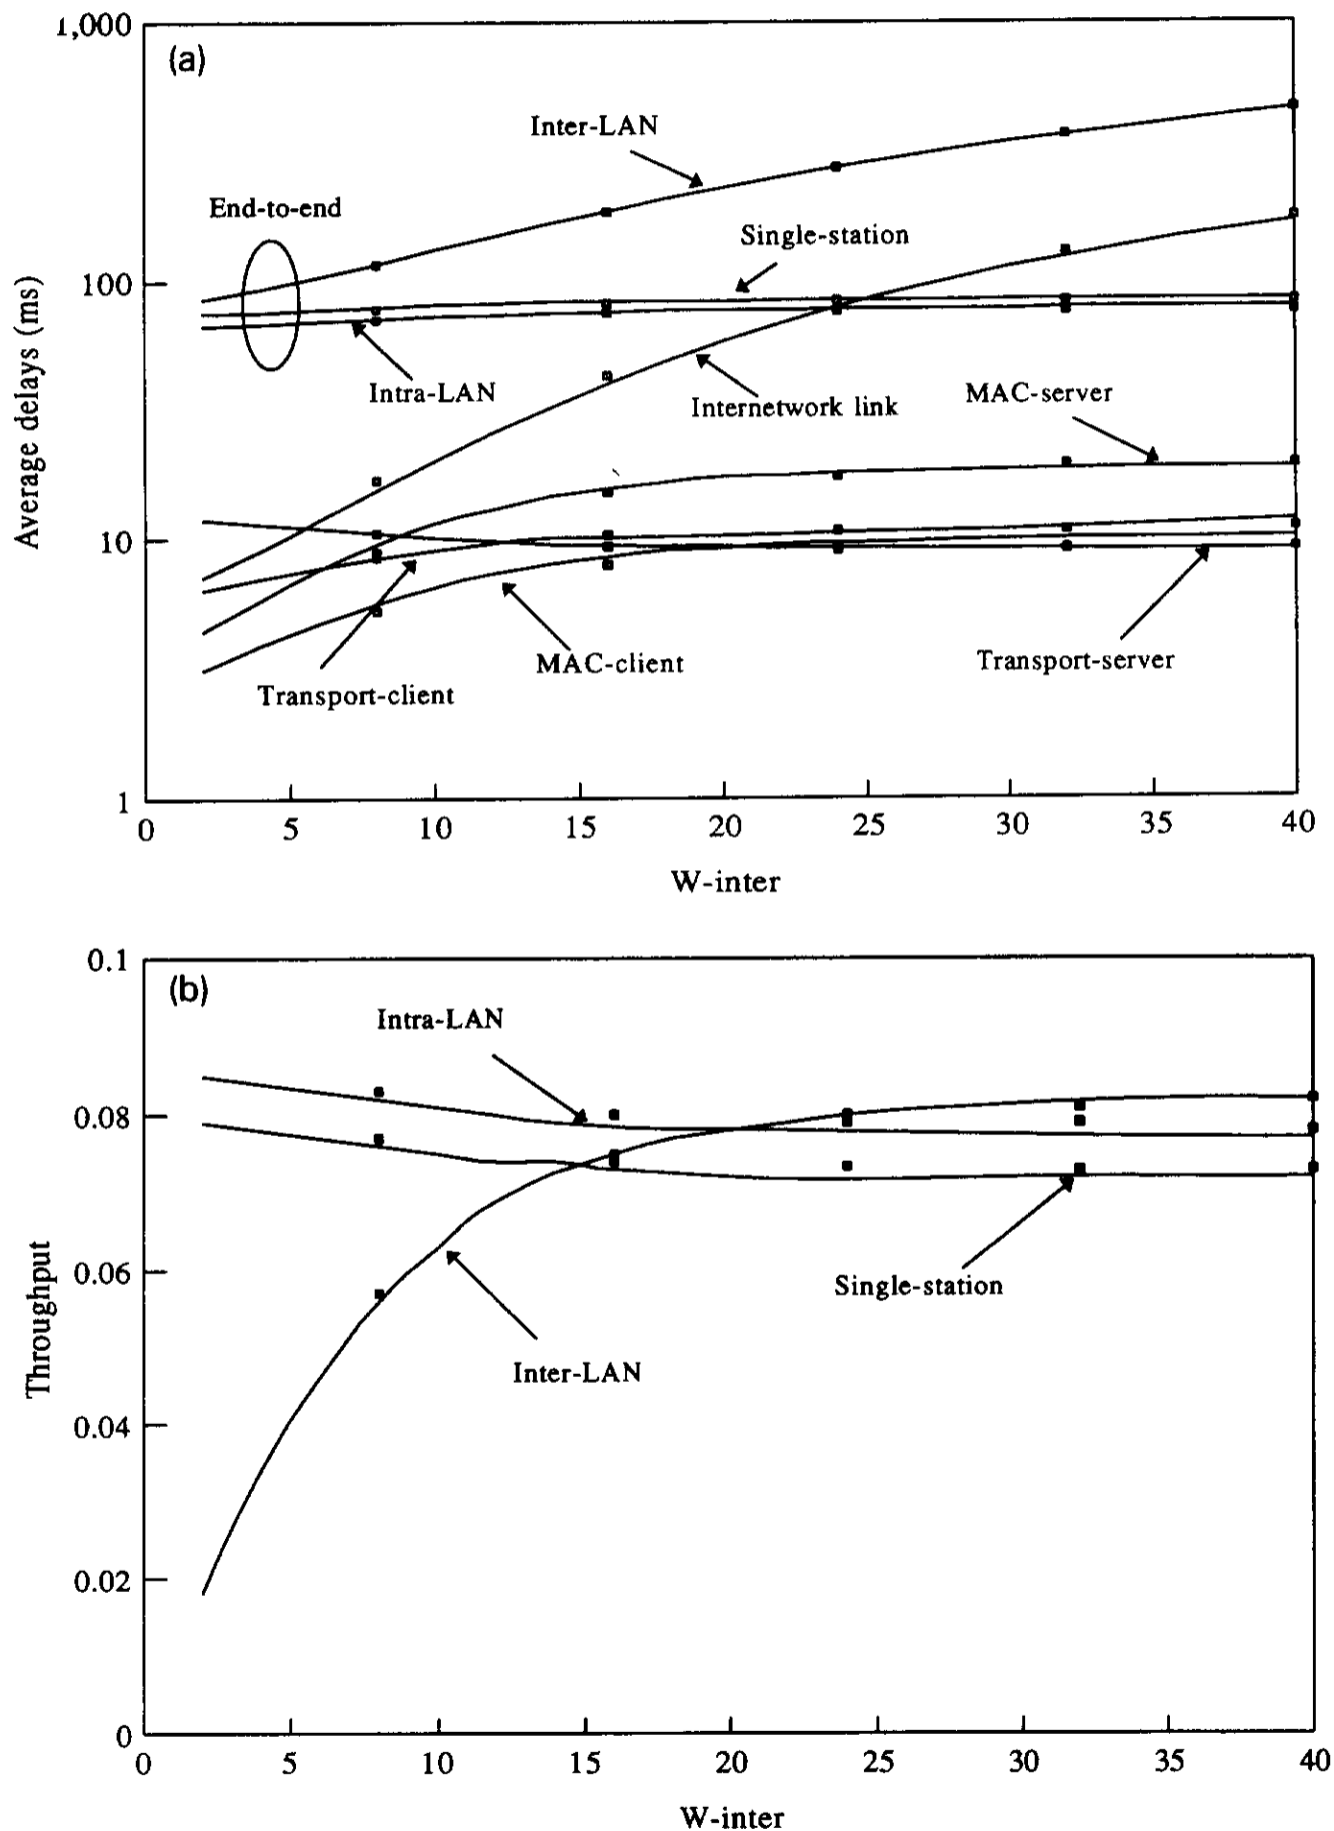 1,000
(a)
Inter-LAN
End-to-end
Single-station
100
Intra-LAN
Internetwork link
MAC-server
10
MAC-client
Transport-server
Transport-client
1
Average delays (ms)
0 5 10 15 20 25 30 35 40
W-inter
0.1
(b)
Intra-LAN
0.08
0.06
Single-station
Inter-LAN
0.04
0.02
0
Throughput
0 5 10 15 20 25 30 35 40
W-inter